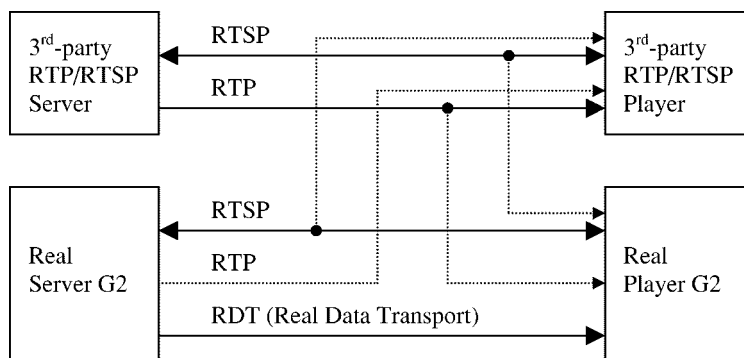 3rd-party
RTP/RTSP
Server
RTSP
RTP
3rd-party
RTP/RTSP
Player
Real
Server G2
RTSP
RTP
RDT (Real Data Transport)
Real
Player G2